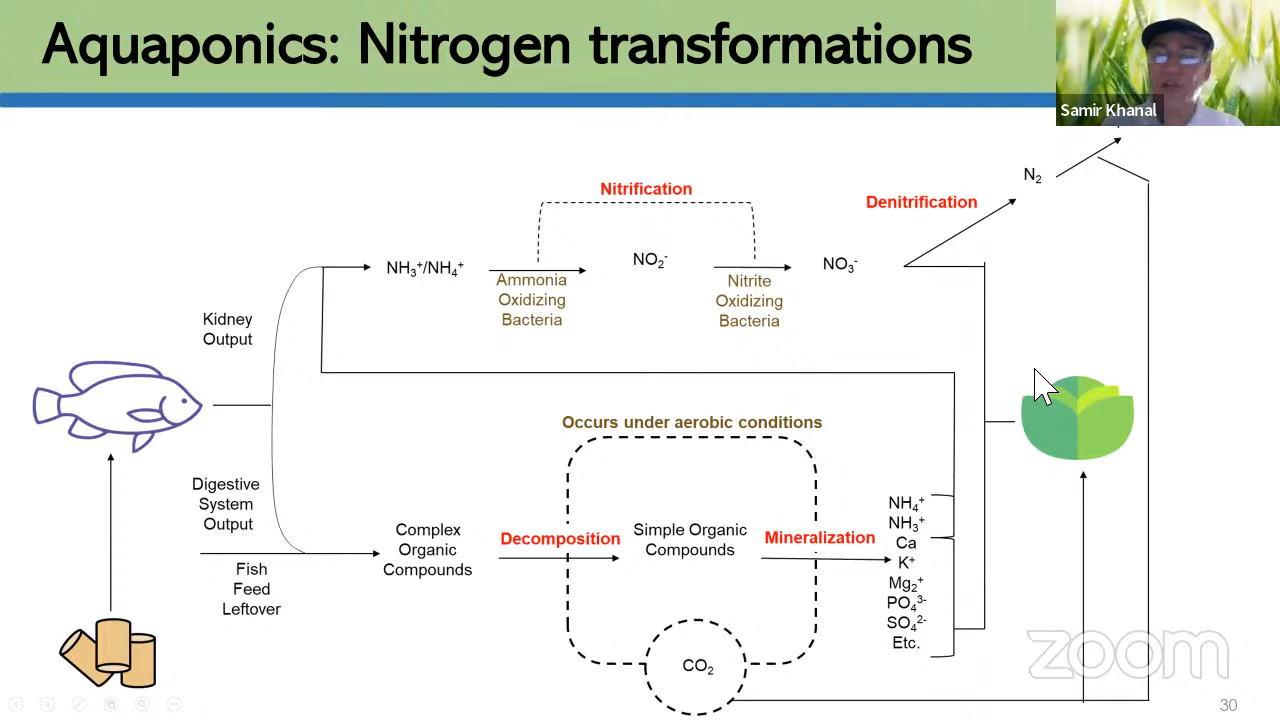 Aquaponics: Nitrogen transformations
Samir Khanal
N₂
Nitrification
Denitrification
NH₃⁺/NH₄⁺
NO₂⁻
NO₃⁻
Ammonia
Oxidizing
Bacteria
Nitrite
Oxidizing
Bacteria
Kidney
Output
Occurs under aerobic conditions
Digestive
System
Output
Fish
Feed
Leftover
Complex
Organic
Compounds
Decomposition
Simple Organic
Compounds
Mineralization
NH₄⁺
NH₃⁺
Ca
K⁺
Mg₂⁺
PO₄³⁻
SO₄²⁻
Etc.
CO₂
zoom
30